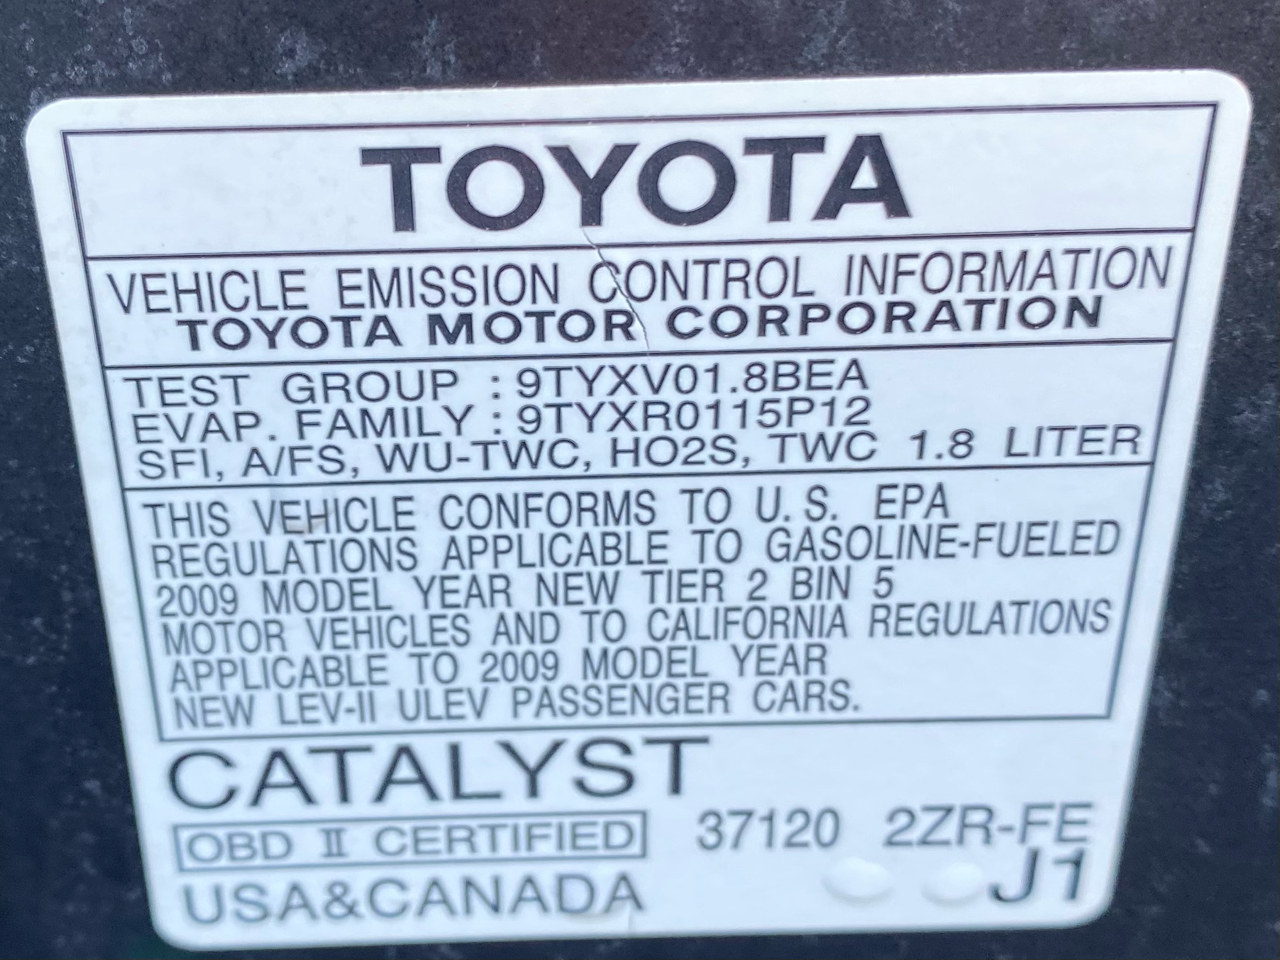 TOYOTA
VEHICLE EMISSION CONTROL INFORMATION
TOYOTA MOTOR CORPORATION
TEST GROUP : 9TYXV01.8BEA
EVAP. FAMILY : 9TYXR0115P12
SFI, A/FS, WU-TWC, HO2S, TWC 1.8 LITER
THIS VEHICLE CONFORMS TO U.S. EPA
REGULATIONS APPLICABLE TO GASOLINE-FUELED
2009 MODEL YEAR NEW TIER 2 BIN 5
MOTOR VEHICLES AND TO CALIFORNIA REGULATIONS
APPLICABLE TO 2009 MODEL YEAR
NEW LEV-II ULEV PASSENGER CARS.
CATALYST
OBD II CERTIFIED 37120 2ZR-FE
USA&CANADA J1